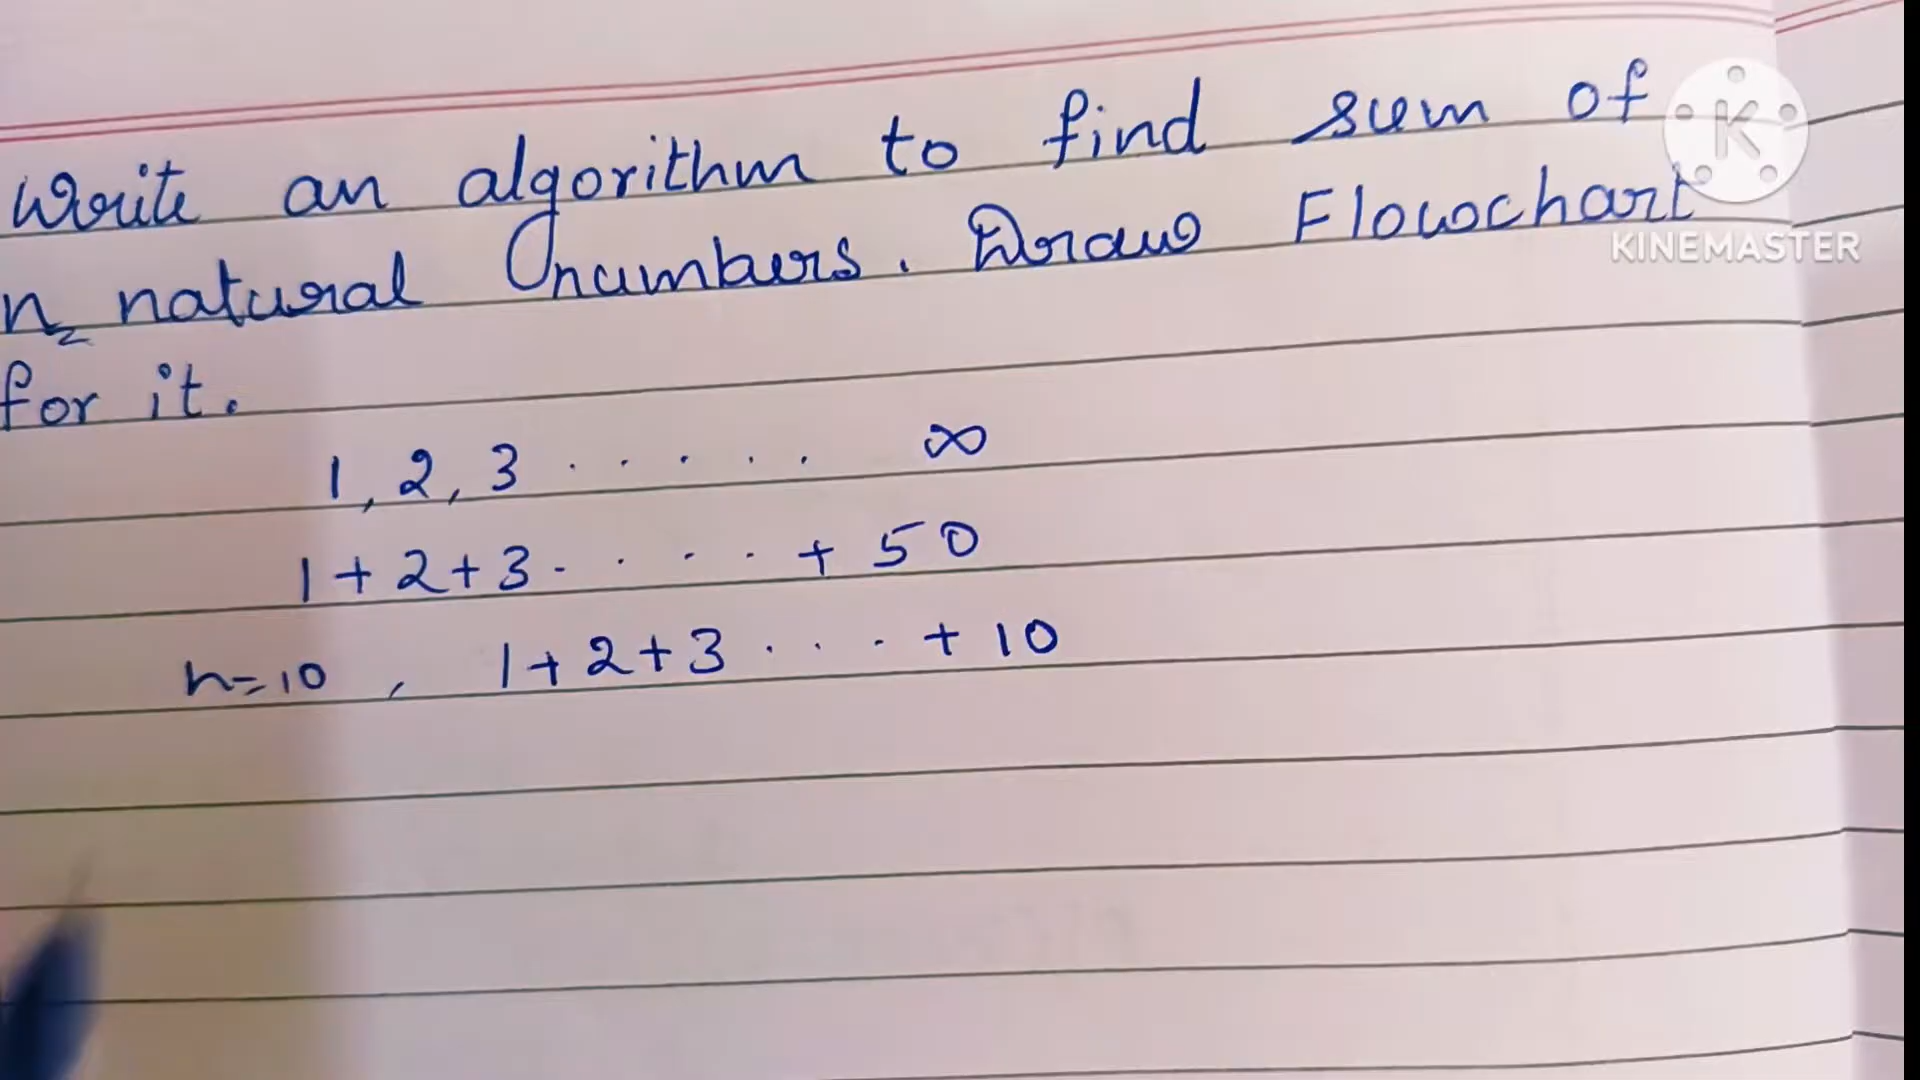 Write an algorithm to find sum of
n natural numbers. Draw Flowchart
KINEMASTER
for it.
1, 2, 3 . . . . . ∞
1 + 2 + 3 . . . . . + 50
n = 10 , 1 + 2 + 3 . . . + 10